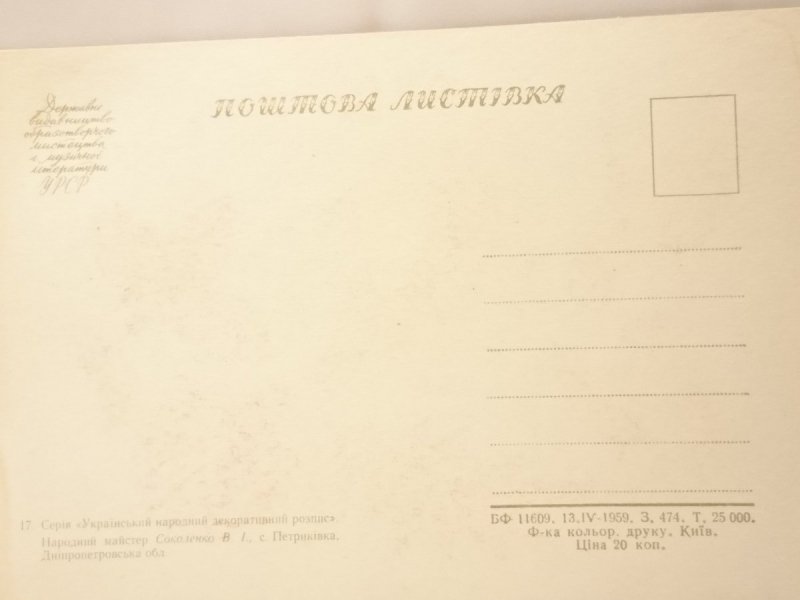 Державне
видавництво
образотворчого
мистецтва
і музичної
літератури
УРСР
ПОШТОВА ЛИСТІВКА
17. Серія «Український народний декоративний розпис».
Народний майстер Соколенко В. І., с. Петриківка,
Дніпропетровська обл.
БФ 11609. 13.IV-1959. З. 474. Т. 25 000.
Ф-ка кольор. друку. Київ.
Ціна 20 коп.